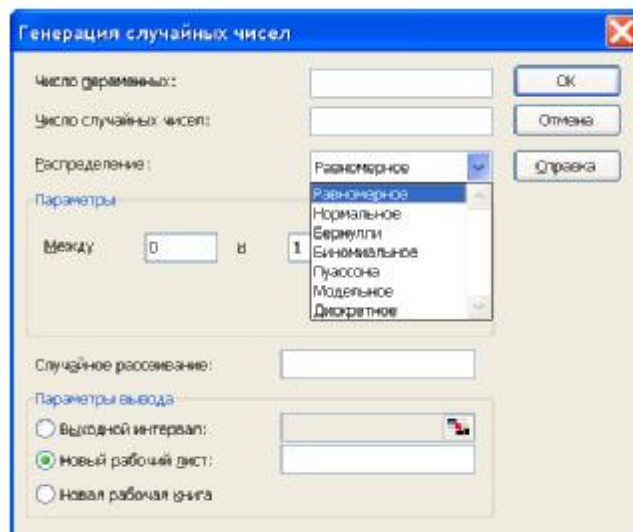 Генерация случайных чисел
Число переменных:
OK
Число случайных чисел:
Отмена
Распределение:
Равномерное
Справка
Параметры
Равномерное
Нормальное
Бернулли
Биномиальное
Пуассона
Модельное
Дискретное
Между 0 и 1
Случайное рассеивание:
Параметры вывода
Выходной интервал:
Новый рабочий лист:
Новая рабочая книга